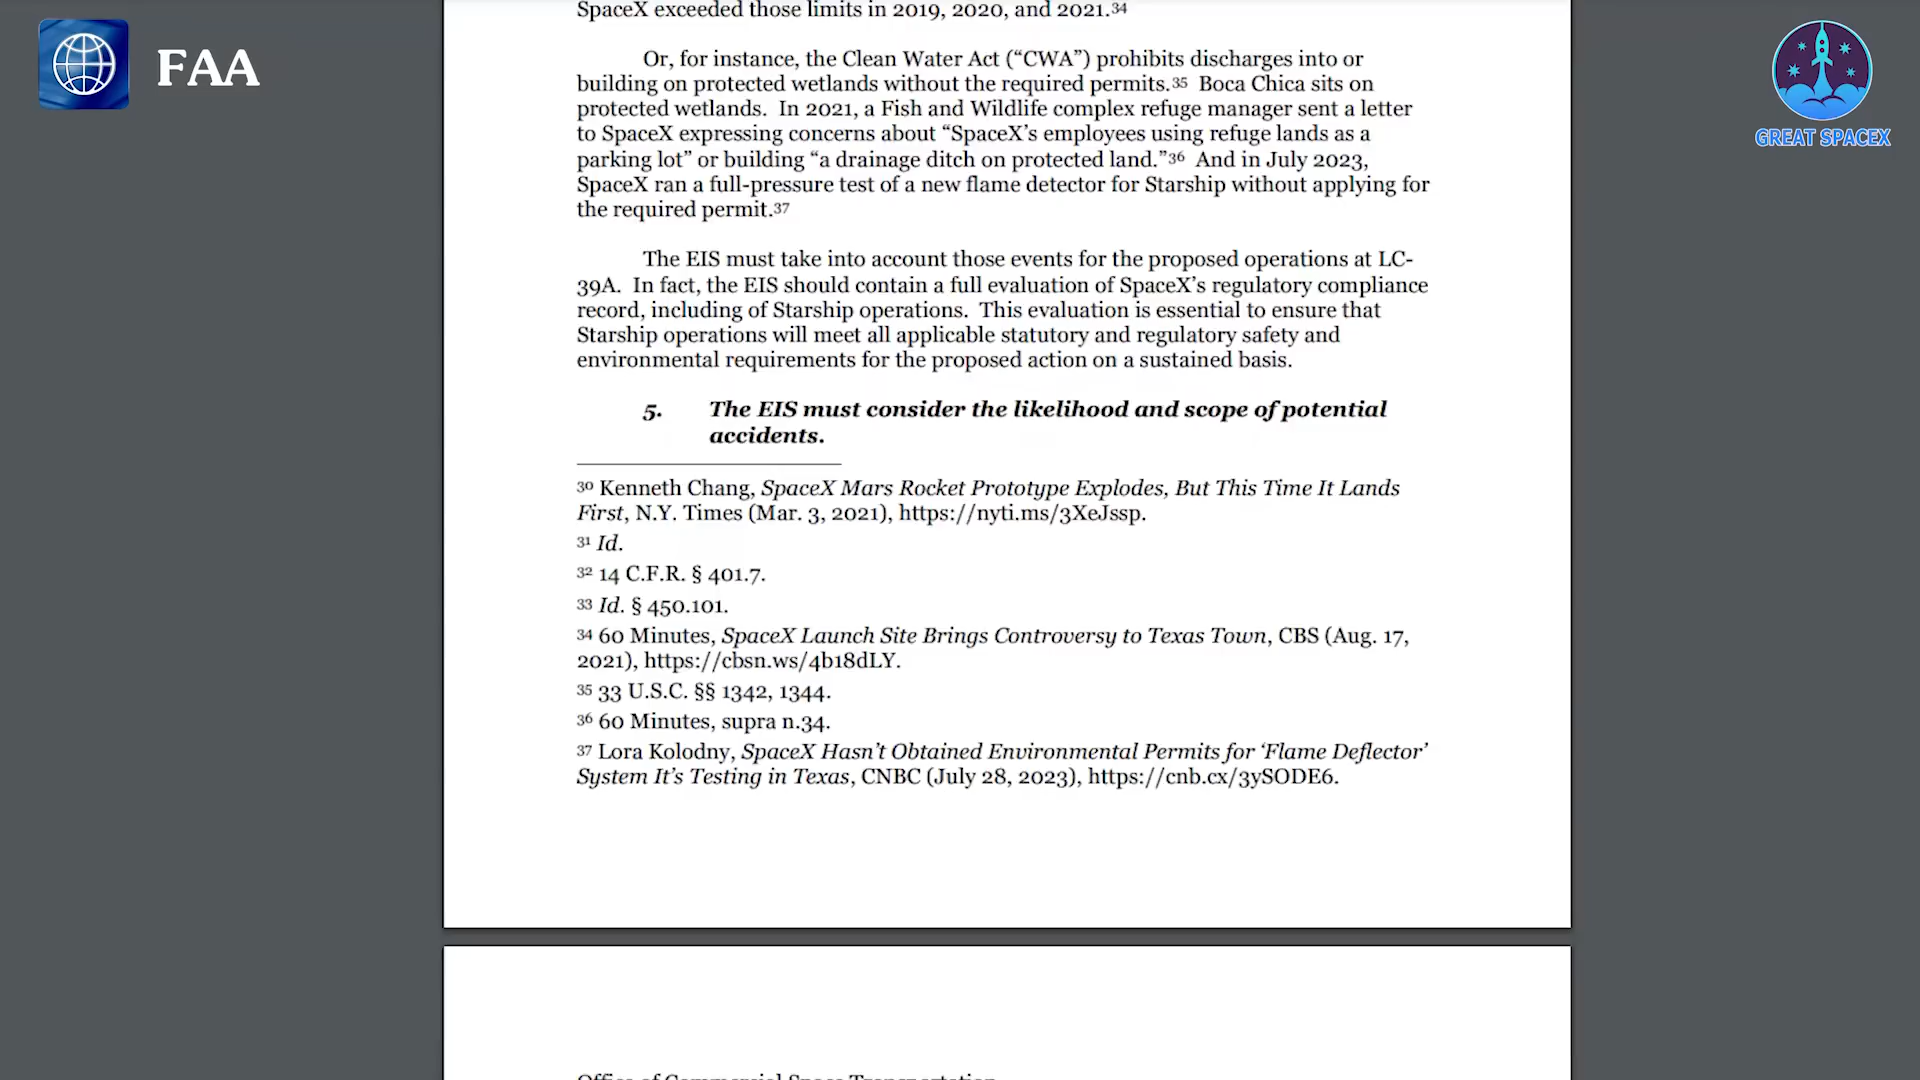 FAA
GREAT SPACEX
SpaceX exceeded those limits in 2019, 2020, and 2021.34
Or, for instance, the Clean Water Act (“CWA”) prohibits discharges into or
building on protected wetlands without the required permits.35 Boca Chica sits on
protected wetlands. In 2021, a Fish and Wildlife complex refuge manager sent a letter
to SpaceX expressing concerns about “SpaceX’s employees using refuge lands as a
parking lot” or building “a drainage ditch on protected land.”36 And in July 2023,
SpaceX ran a full-pressure test of a new flame detector for Starship without applying for
the required permit.37
The EIS must take into account those events for the proposed operations at LC-
39A. In fact, the EIS should contain a full evaluation of SpaceX’s regulatory compliance
record, including of Starship operations. This evaluation is essential to ensure that
Starship operations will meet all applicable statutory and regulatory safety and
environmental requirements for the proposed action on a sustained basis.
5. The EIS must consider the likelihood and scope of potential
accidents.
30 Kenneth Chang, SpaceX Mars Rocket Prototype Explodes, But This Time It Lands
First, N.Y. Times (Mar. 3, 2021), https://nyti.ms/3XeJssp.
31 Id.
32 14 C.F.R. § 401.7.
33 Id. § 450.101.
34 60 Minutes, SpaceX Launch Site Brings Controversy to Texas Town, CBS (Aug. 17,
2021), https://cbsn.ws/4b18dLY.
35 33 U.S.C. §§ 1342, 1344.
36 60 Minutes, supra n.34.
37 Lora Kolodny, SpaceX Hasn’t Obtained Environmental Permits for ‘Flame Deflector’
System It’s Testing in Texas, CNBC (July 28, 2023), https://cnb.cx/3ySODE6.
Office of Commercial Space Transportation